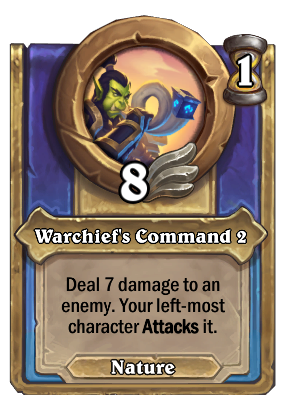 1
8
Warchief's Command 2
Deal 7 damage to an
enemy. Your left-most
character Attacks it.
Nature